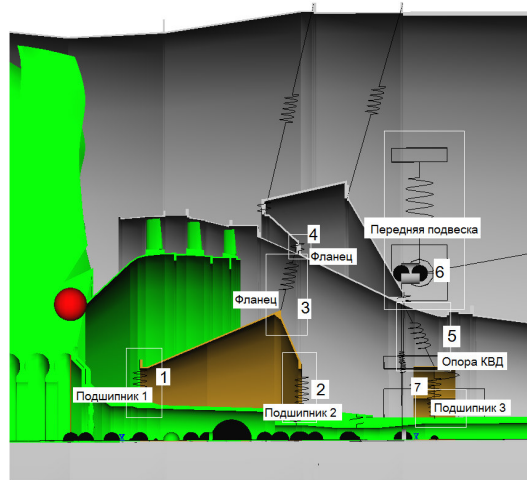 Передняя подвеска
4
Фланец
6
Фланец
3
5
Опора КВД
1
2
7
Подшипник 1
Подшипник 2
Подшипник 3